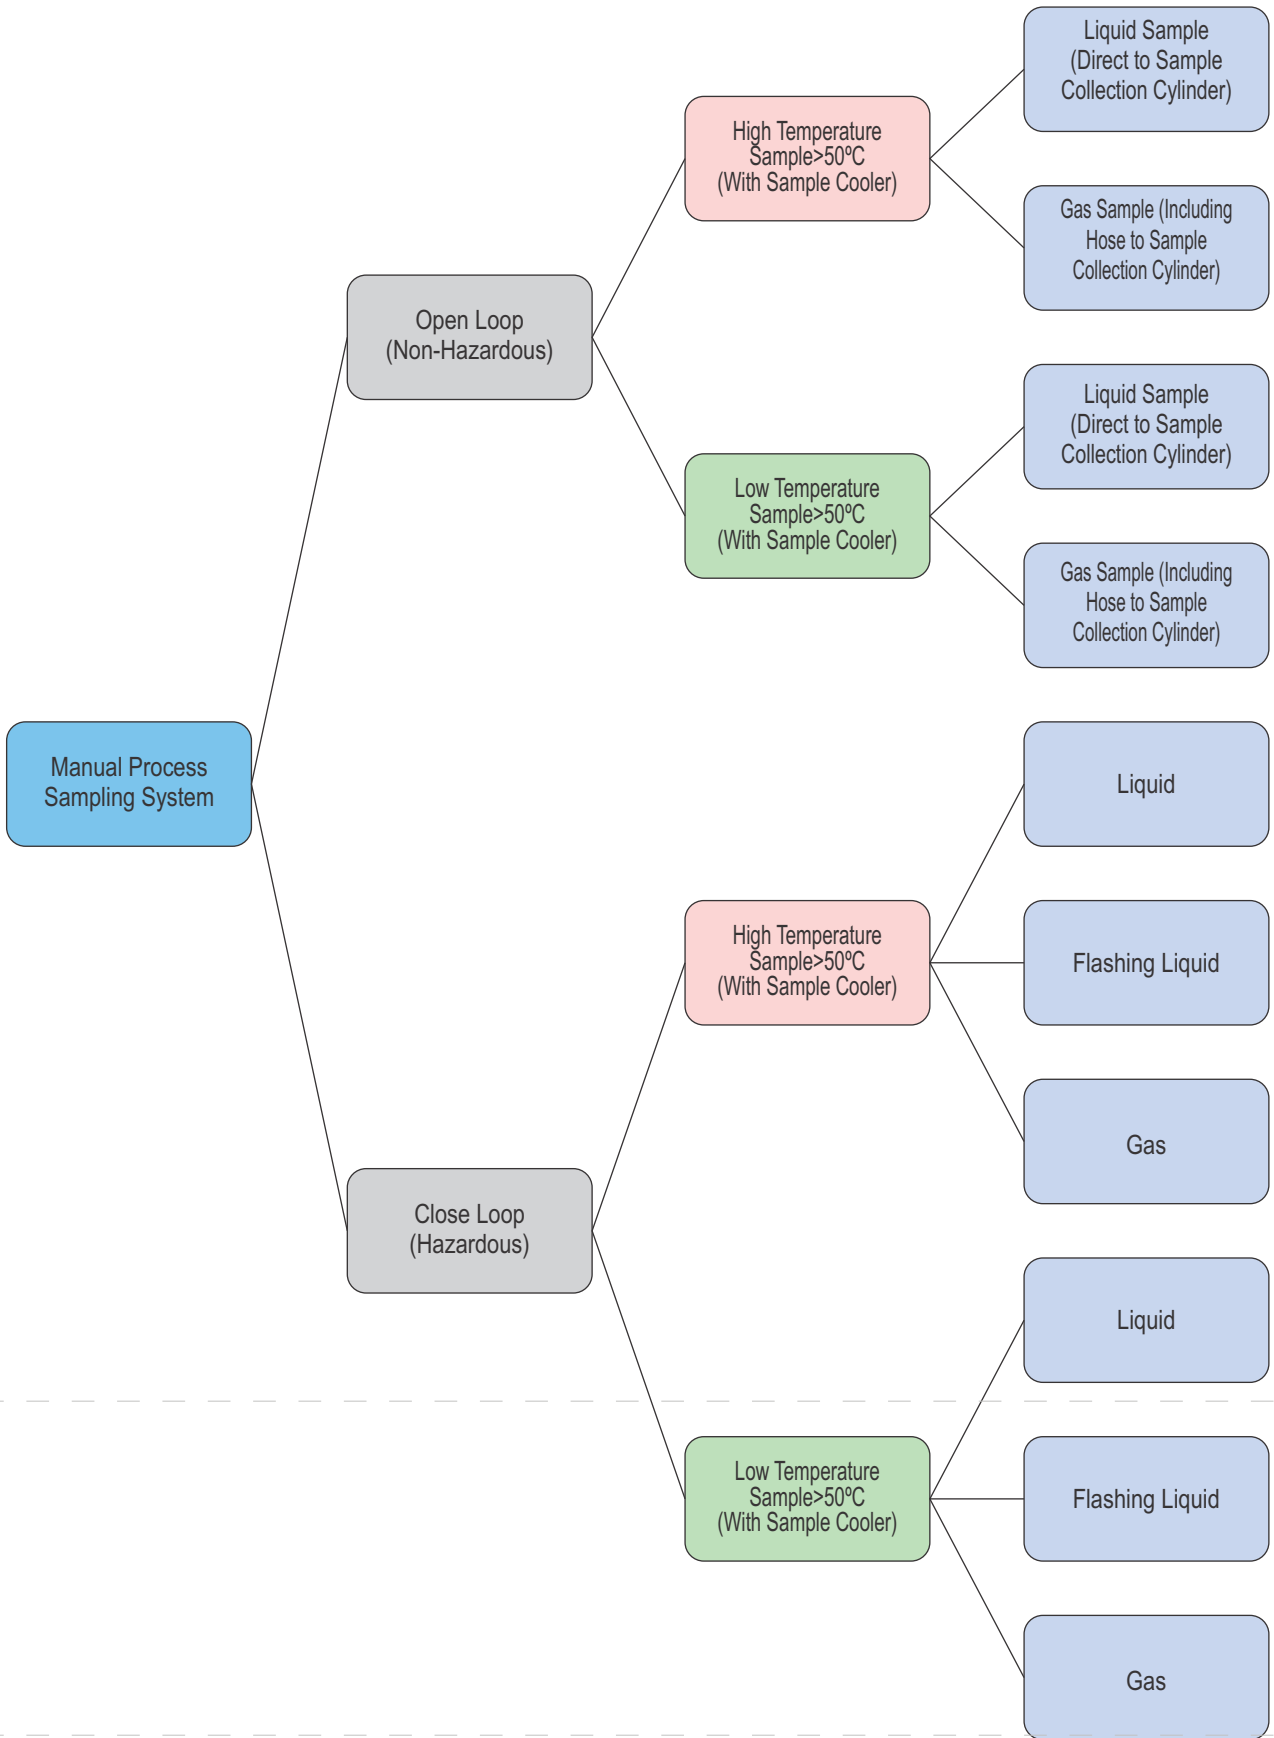 Manual Process
Sampling System
Open Loop
(Non-Hazardous)
High Temperature
Sample>50ºC
(With Sample Cooler)
Liquid Sample
(Direct to Sample
Collection Cylinder)
Gas Sample (Including
Hose to Sample
Collection Cylinder)
Low Temperature
Sample>50ºC
(With Sample Cooler)
Liquid Sample
(Direct to Sample
Collection Cylinder)
Gas Sample (Including
Hose to Sample
Collection Cylinder)
Close Loop
(Hazardous)
High Temperature
Sample>50ºC
(With Sample Cooler)
Liquid
Flashing Liquid
Gas
Low Temperature
Sample>50ºC
(With Sample Cooler)
Liquid
Flashing Liquid
Gas